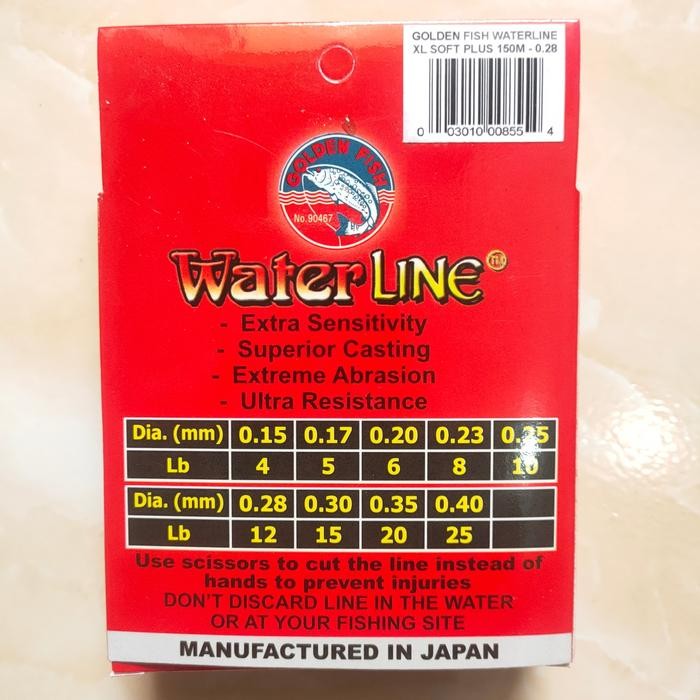 GOLDEN FISH WATERLINE
XL SOFT PLUS 150M - 0.28
0 03010 00855 4
GOLDEN FISH
No.90467
Water LINE
- Extra Sensitivity
- Superior Casting
- Extreme Abrasion
- Ultra Resistance
Dia. (mm) 0.15 0.17 0.20 0.23 0.25
Lb 4 5 6 8 10
Dia. (mm) 0.28 0.30 0.35 0.40
Lb 12 15 20 25
Use scissors to cut the line instead of
hands to prevent injuries
DON'T DISCARD LINE IN THE WATER
OR AT YOUR FISHING SITE
MANUFACTURED IN JAPAN